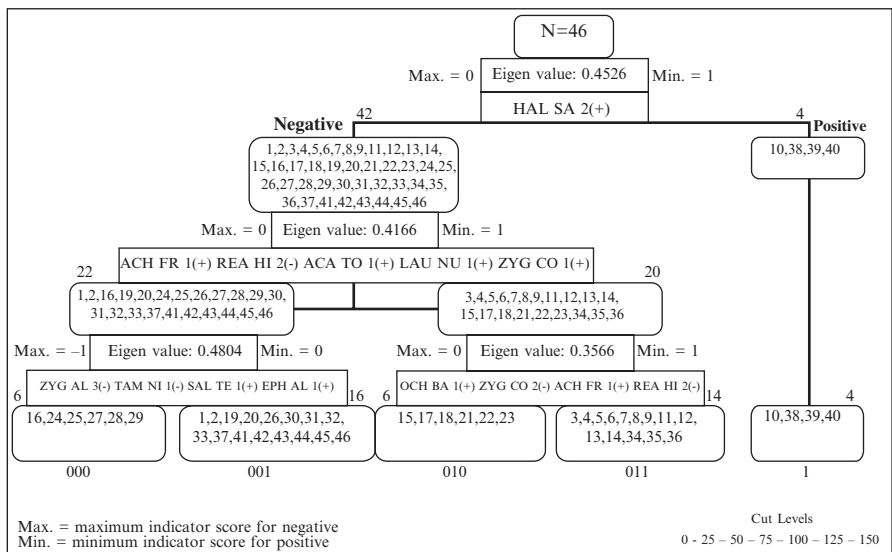 N=46
Max. = 0
Eigen value: 0.4526
Min. = 1
HAL SA 2(+)
42
4
Negative
Positive
1,2,3,4,5,6,7,8,9,11,12,13,14,
15,16,17,18,19,20,21,22,23,24,25,
26,27,28,29,30,31,32,33,34,35,
36,37,41,42,43,44,45,46
10,38,39,40
Max. = 0
Eigen value: 0.4166
Min. = 1
ACH FR 1(+) REA HI 2(-) ACA TO 1(+) LAU NU 1(+) ZYG CO 1(+)
22
20
1,2,16,19,20,24,25,26,27,28,29,30,
31,32,33,37,41,42,43,44,45,46
3,4,5,6,7,8,9,11,12,13,14,
15,17,18,21,22,23,34,35,36
Max. = –1
Eigen value: 0.4804
Min. = 0
Max. = 0
Eigen value: 0.3566
Min. = 1
ZYG AL 3(-) TAM NI 1(-) SAL TE 1(+) EPH AL 1(+)
OCH BA 1(+) ZYG CO 2(-) ACH FR 1(+) REA HI 2(-)
6
16
6
14
4
16,24,25,27,28,29
1,2,19,20,26,30,31,32,
33,37,41,42,43,44,45,46
15,17,18,21,22,23
3,4,5,6,7,8,9,11,12,
13,14,34,35,36
10,38,39,40
000
001
010
011
1
Max. = maximum indicator score for negative
Min. = minimum indicator score for positive
Cut Levels
0 - 25 – 50 – 75 – 100 – 125 – 150